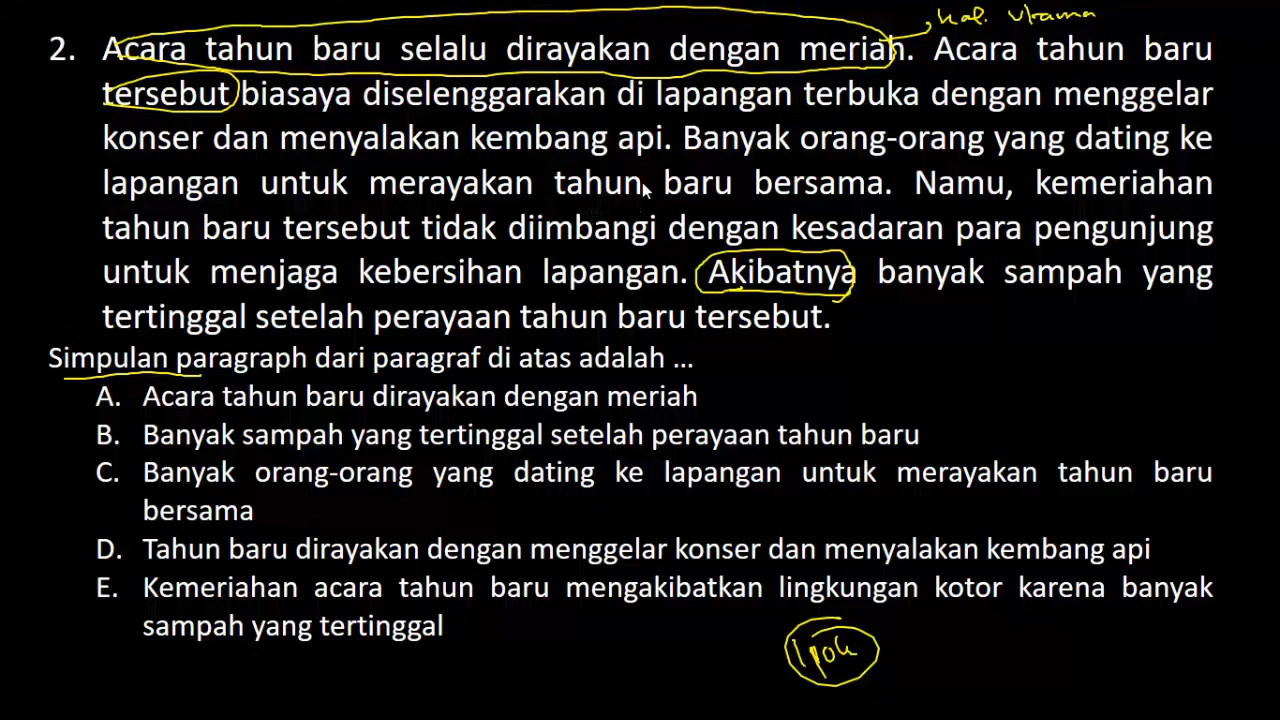 kal. Utama
2. Acara tahun baru selalu dirayakan dengan meriah. Acara tahun baru
tersebut biasaya diselenggarakan di lapangan terbuka dengan menggelar
konser dan menyalakan kembang api. Banyak orang-orang yang dating ke
lapangan untuk merayakan tahun baru bersama. Namu, kemeriahan
tahun baru tersebut tidak diimbangi dengan kesadaran para pengunjung
untuk menjaga kebersihan lapangan. Akibatnya banyak sampah yang
tertinggal setelah perayaan tahun baru tersebut.
Simpulan paragraph dari paragraf di atas adalah ...
A. Acara tahun baru dirayakan dengan meriah
B. Banyak sampah yang tertinggal setelah perayaan tahun baru
C. Banyak orang-orang yang dating ke lapangan untuk merayakan tahun baru
bersama
D. Tahun baru dirayakan dengan menggelar konser dan menyalakan kembang api
E. Kemeriahan acara tahun baru mengakibatkan lingkungan kotor karena banyak
sampah yang tertinggal